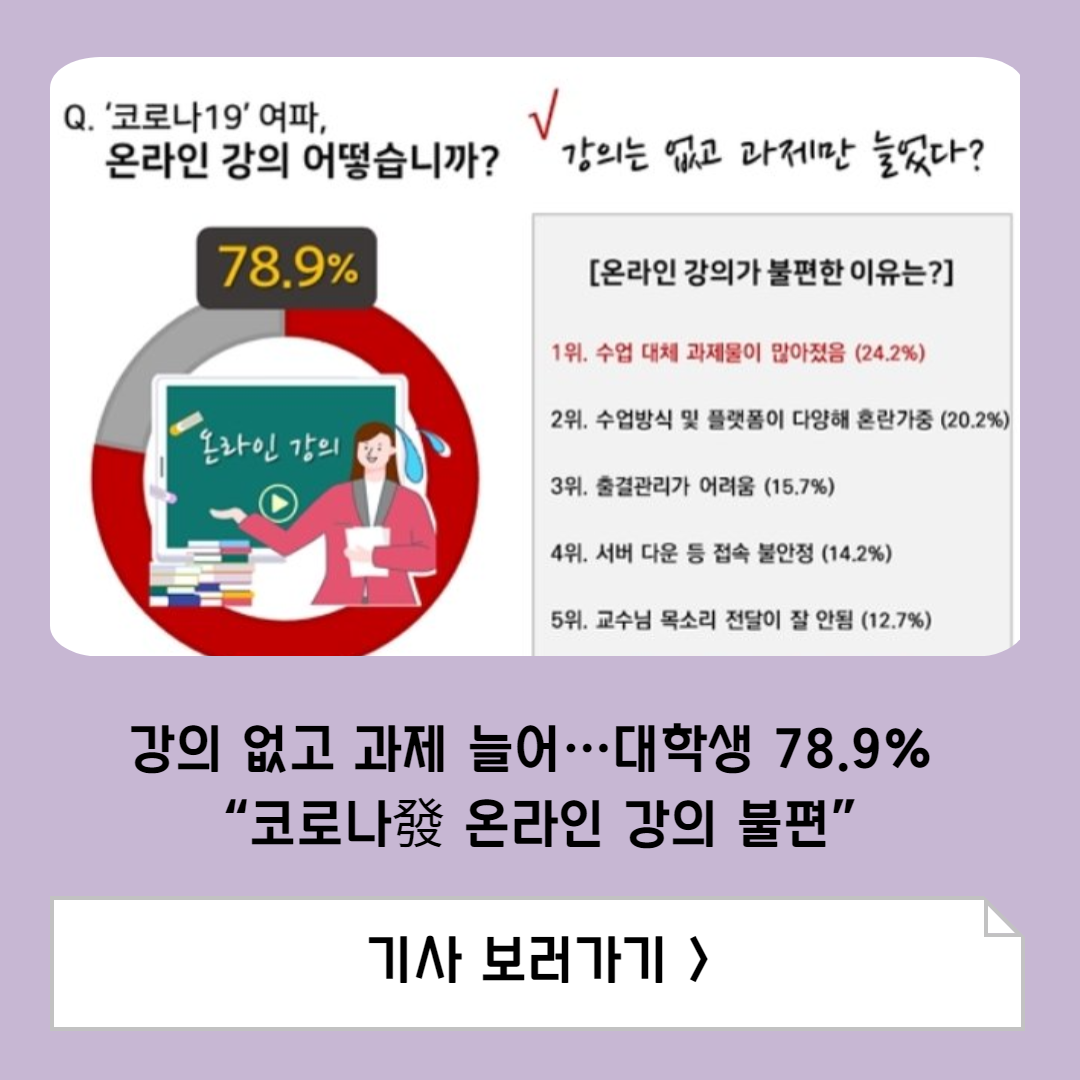 Q. ‘코로나19’ 여파,
온라인 강의 어떻습니까?
78.9%
온라인 강의
√
강의는 없고 과제만 늘었다?
[온라인 강의가 불편한 이유는?]
1위. 수업 대체 과제물이 많아졌음 (24.2%)
2위. 수업방식 및 플랫폼이 다양해 혼란가중 (20.2%)
3위. 출결관리가 어려움 (15.7%)
4위. 서버 다운 등 접속 불안정 (14.2%)
5위. 교수님 목소리 전달이 잘 안됨 (12.7%)
강의 없고 과제 늘어…대학생 78.9%
“코로나發 온라인 강의 불편”
기사 보러가기 >